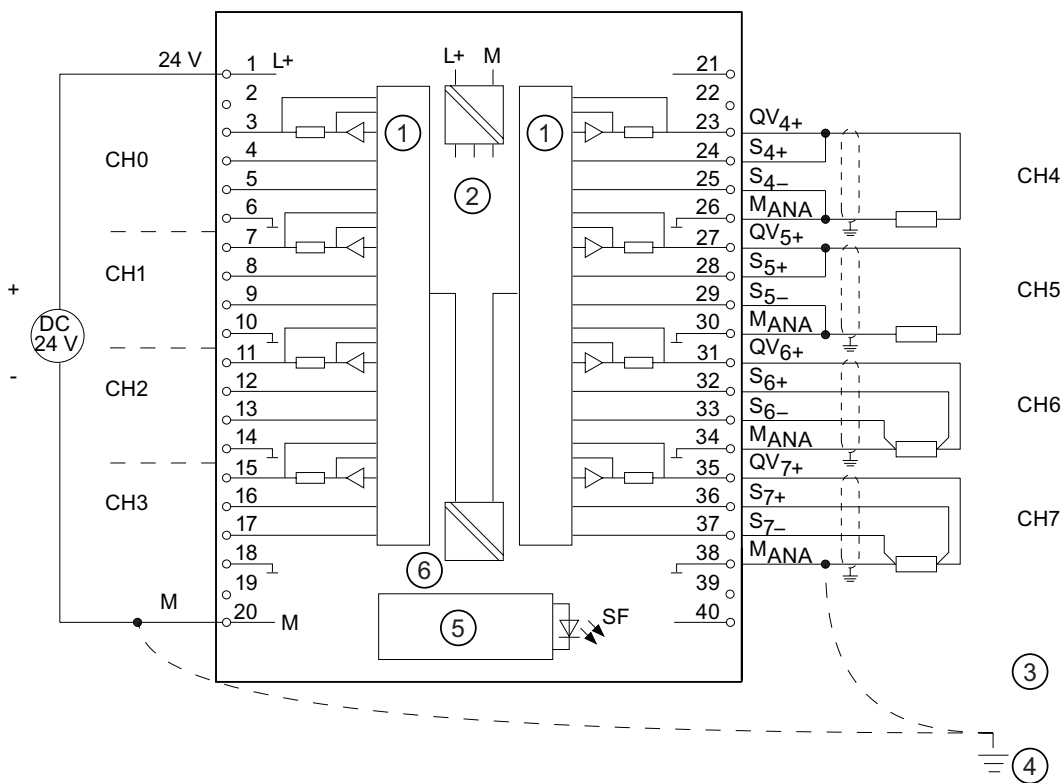 24 V
1 L+
2
3
4
5
6
7
8
9
10
11
12
13
14
15
16
17
18
19
20 M
M
CH0
CH1
CH2
CH3
+
DC
24 V
-
L+ M
1
1
2
6
5
SF
21
22
23
24
25
26
27
28
29
30
31
32
33
34
35
36
37
38
39
40
QV4+
S4+
S4−
MANA
QV5+
S5+
S5−
MANA
QV6+
S6+
S6−
MANA
QV7+
S7+
S7−
MANA
CH4
CH5
CH6
CH7
3
4